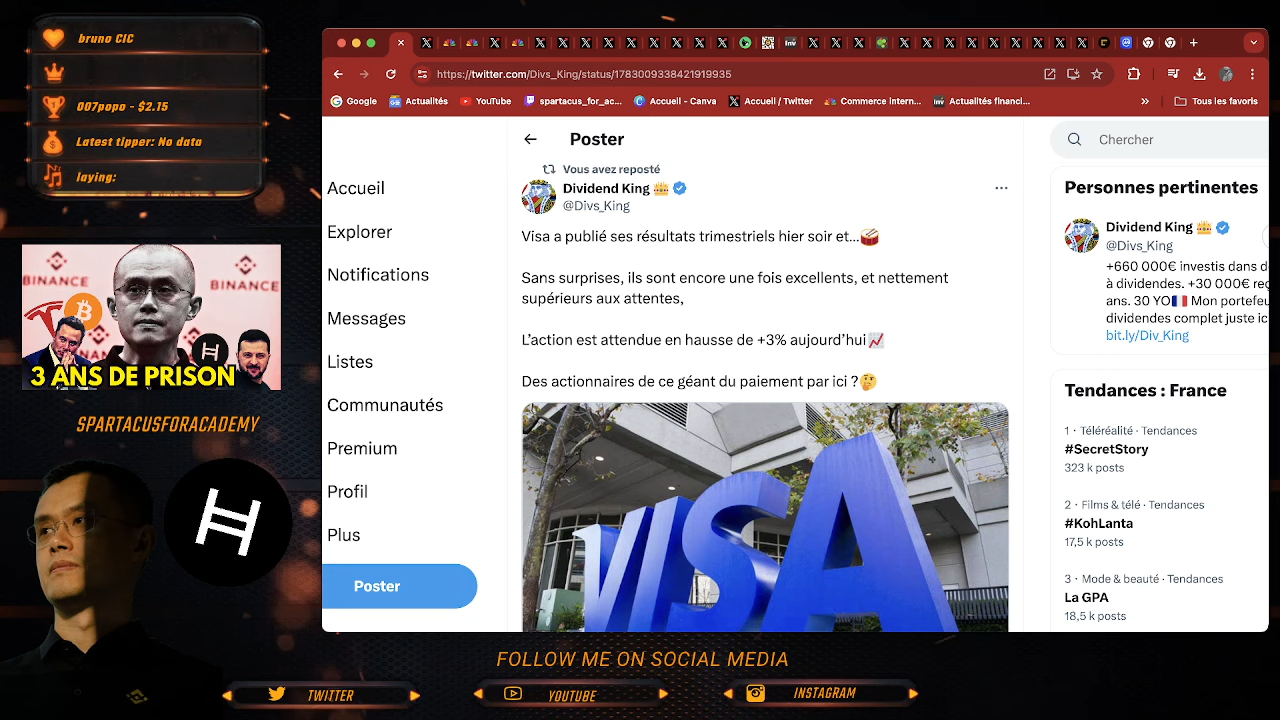 bruno CIC
007popo - $2.15
Latest tipper: No data
laying:
BINANCE
BINANCE
3 ANS DE PRISON
SPARTACUSFORACADEMY
https://twitter.com/Divs_King/status/1783009338421919935
Google
Actualités
YouTube
spartacus_for_ac...
Accueil - Canva
Accueil / Twitter
Commerce intern...
Actualités financi...
»
Tous les favoris
Accueil
Explorer
Notifications
Messages
Listes
Communautés
Premium
Profil
Plus
Poster
Poster
Vous avez reposté
Dividend King 👑
@Divs_King
Visa a publié ses résultats trimestriels hier soir et...🥁
Sans surprises, ils sont encore une fois excellents, et nettement
supérieurs aux attentes,
L’action est attendue en hausse de +3% aujourd’hui📈
Des actionnaires de ce géant du paiement par ici ?🤔
VISA
Chercher
Personnes pertinentes
Dividend King 👑
@Divs_King
+660 000€ investis dans d
à dividendes. +30 000€ reç
ans. 30 YO🇫🇷 Mon portefeu
dividendes complet juste ic
bit.ly/Div_King
Tendances : France
1 · Téléréalité · Tendances
#SecretStory
323 k posts
2 · Films & télé · Tendances
#KohLanta
17,5 k posts
3 · Mode & beauté · Tendances
La GPA
18,5 k posts
FOLLOW ME ON SOCIAL MEDIA
TWITTER
YOUTUBE
INSTAGRAM